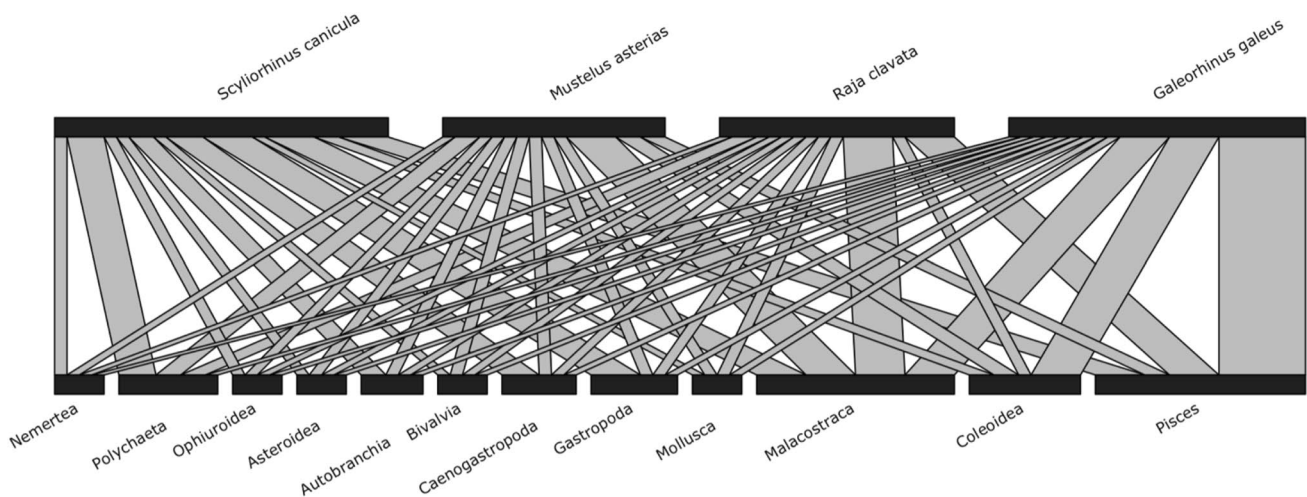 Scyliorhinus canicula
Mustelus asterias
Raja clavata
Galeorhinus galeus
Nemertea
Polychaeta
Ophiuroidea
Asteroidea
Autobranchia
Bivalvia
Caenogastropoda
Gastropoda
Mollusca
Malacostraca
Coleoidea
Pisces